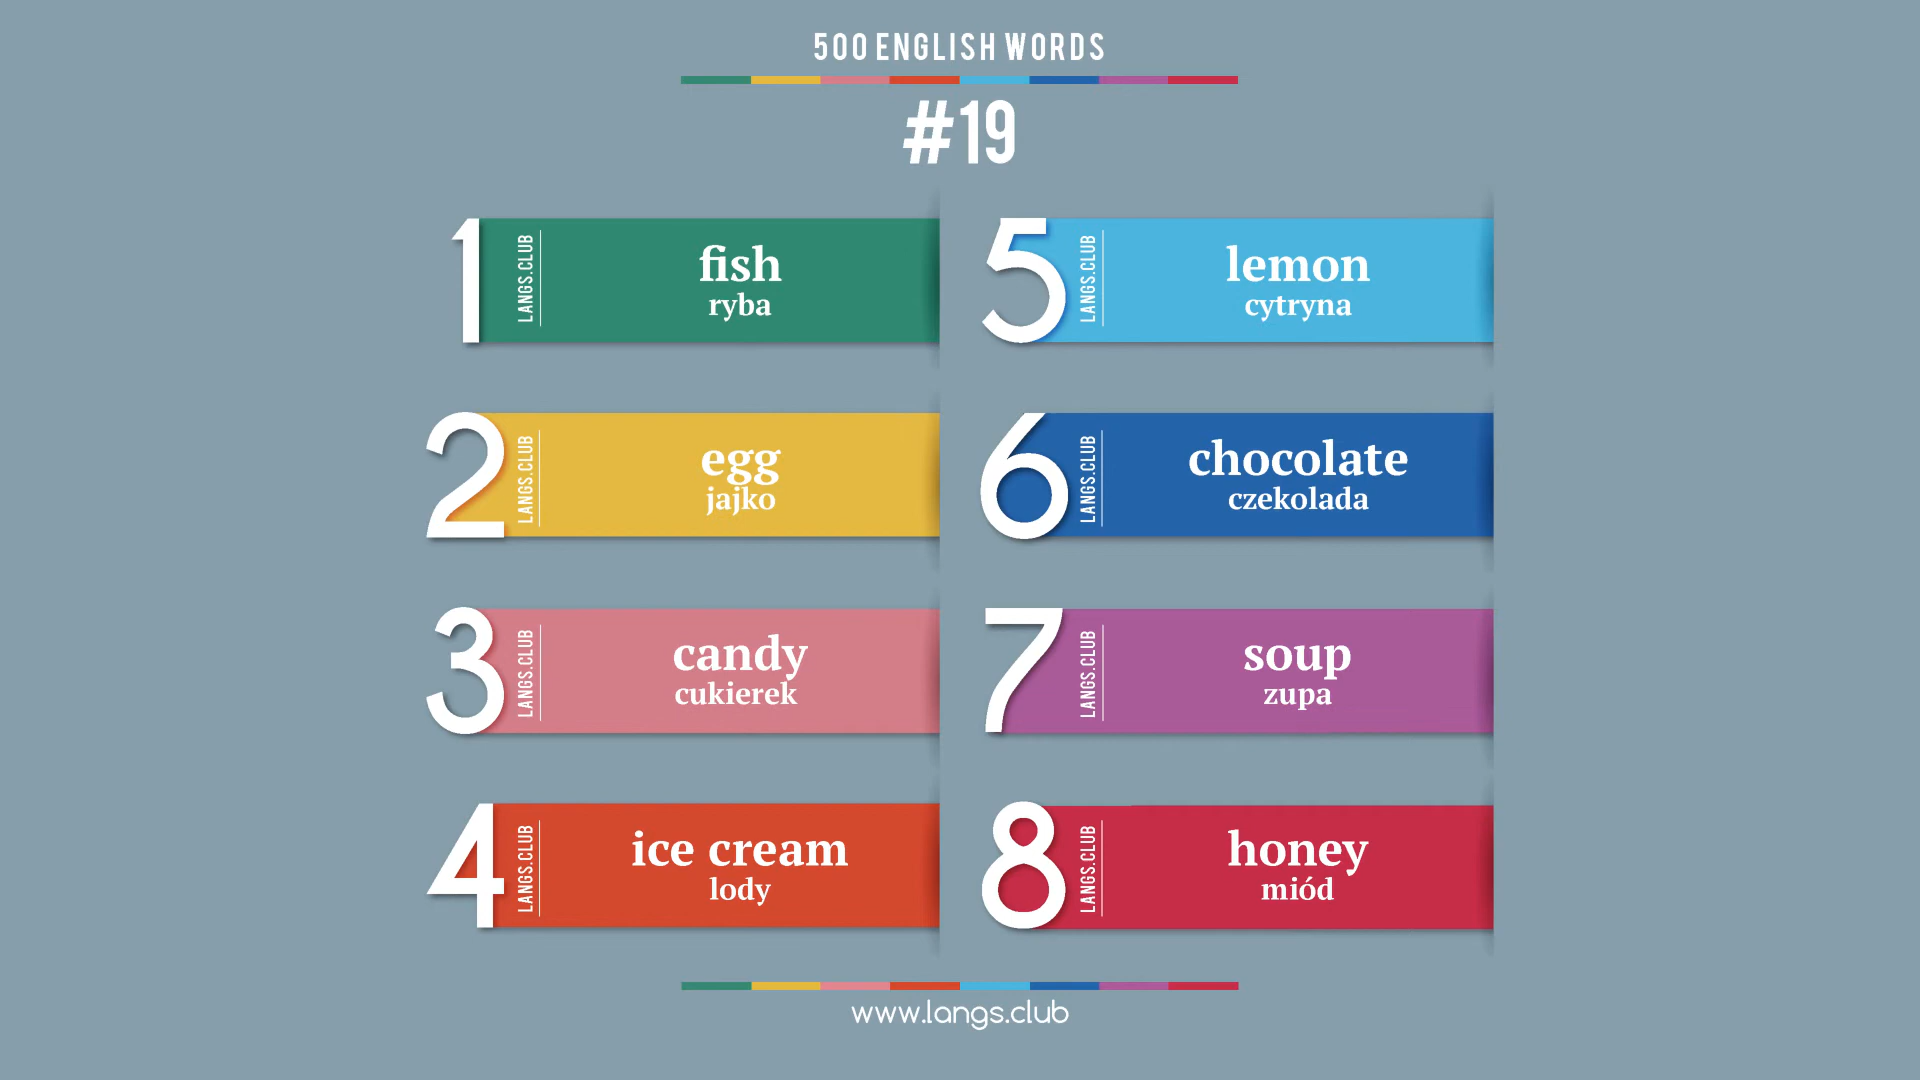 500 ENGLISH WORDS
#19
1
LANGS.CLUB
fish
ryba
2
LANGS.CLUB
egg
jajko
3
LANGS.CLUB
candy
cukierek
4
LANGS.CLUB
ice cream
lody
5
LANGS.CLUB
lemon
cytryna
6
LANGS.CLUB
chocolate
czekolada
7
LANGS.CLUB
soup
zupa
8
LANGS.CLUB
honey
miód
www.langs.club